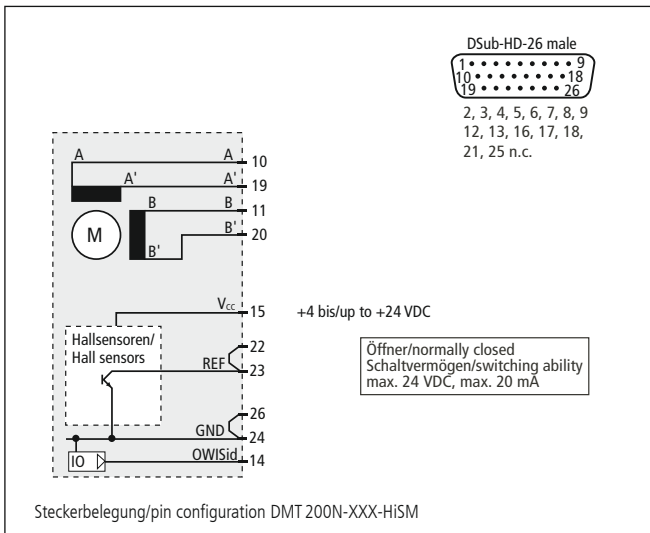 DSub-HD-26 male
1 9
10 18
19 26
2, 3, 4, 5, 6, 7, 8, 9
12, 13, 16, 17, 18,
21, 25 n.c.
A A 10
A' A' 19
B B 11
M
B' B' 20
Vcc 15 +4 bis/up to +24 VDC
Hallsensoren/
Hall sensors
22
REF 23
Öffner/normally closed
Schaltvermögen/switching ability
max. 24 VDC, max. 20 mA
26
GND 24
IO OWISid 14
Steckerbelegung/pin configuration DMT 200N-XXX-HiSM